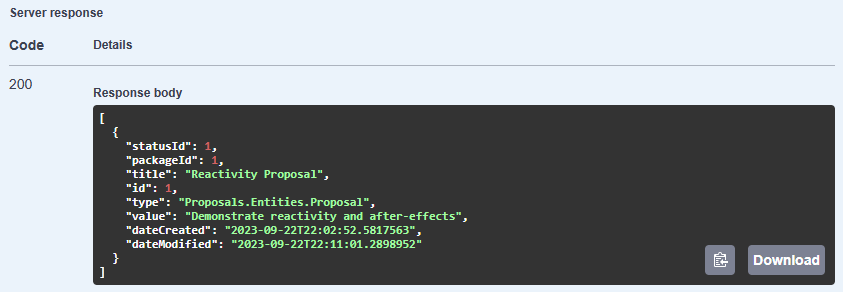 Server response
Code Details
200
Response body
[
  {
    "statusId": 1,
    "packageId": 1,
    "title": "Reactivity Proposal",
    "id": 1,
    "type": "Proposals.Entities.Proposal",
    "value": "Demonstrate reactivity and after-effects",
    "dateCreated": "2023-09-22T22:02:52.5817563",
    "dateModified": "2023-09-22T22:11:01.2898952"
  }
]
Download